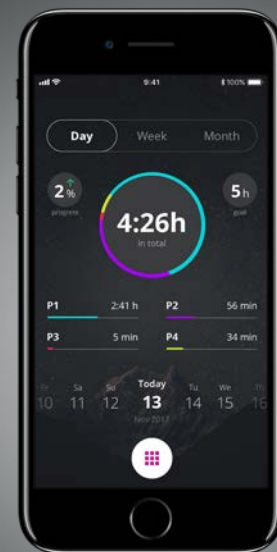 9:41
100%
Day Week Month
2%
progress
4:26h
in total
5h
goal
P1 2:41 h P2 56 min
P3 5 min P4 34 min
Fr Sa Su Today Tu We Th
10 11 12 13 14 15 16
Nov 2017